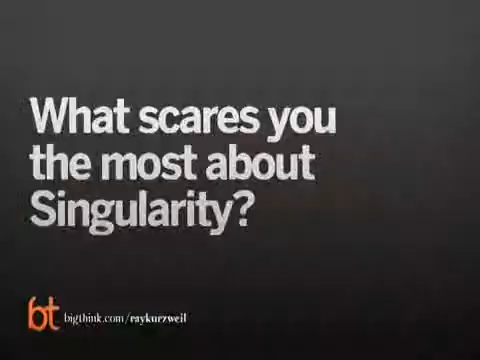 What scares you
the most about
Singularity?
bt bigthink.com/raykurzweil